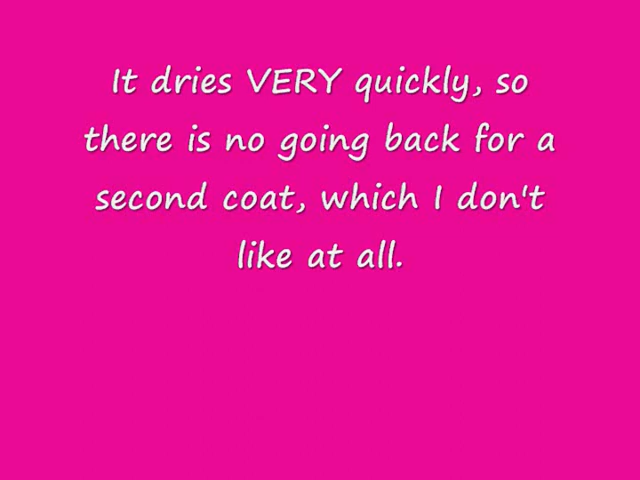 It dries VERY quickly, so
there is no going back for a
second coat, which I don't
like at all.